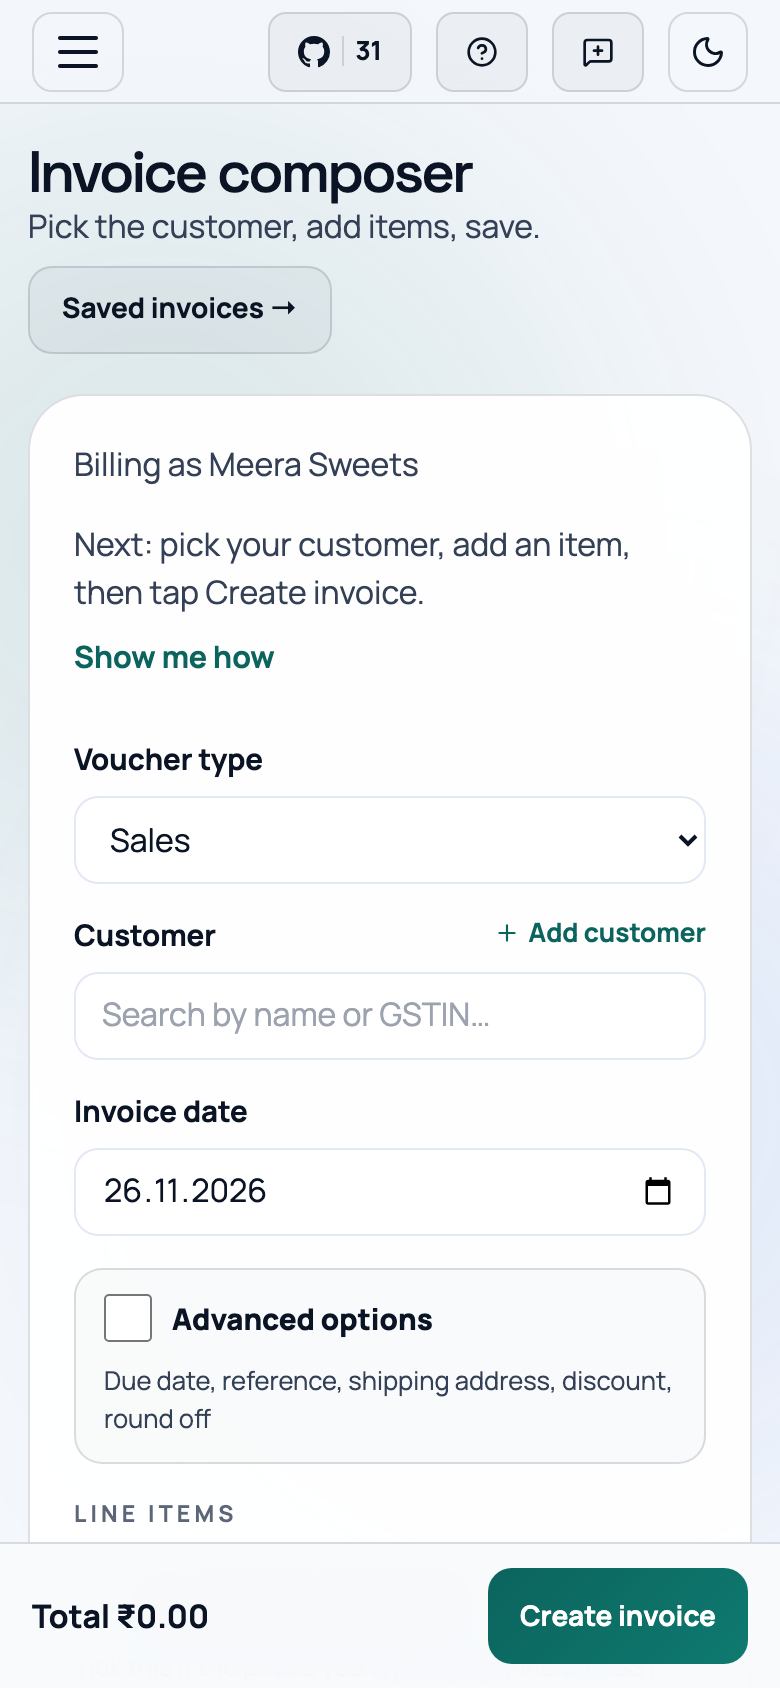 31
Invoice composer
Pick the customer, add items, save.
Saved invoices →
Billing as Meera Sweets
Next: pick your customer, add an item,
then tap Create invoice.
Show me how
Voucher type
Sales
Customer
+ Add customer
Search by name or GSTIN...
Invoice date
26.11.2026
Advanced options
Due date, reference, shipping address, discount,
round off
LINE ITEMS
Total ₹0.00
Create invoice